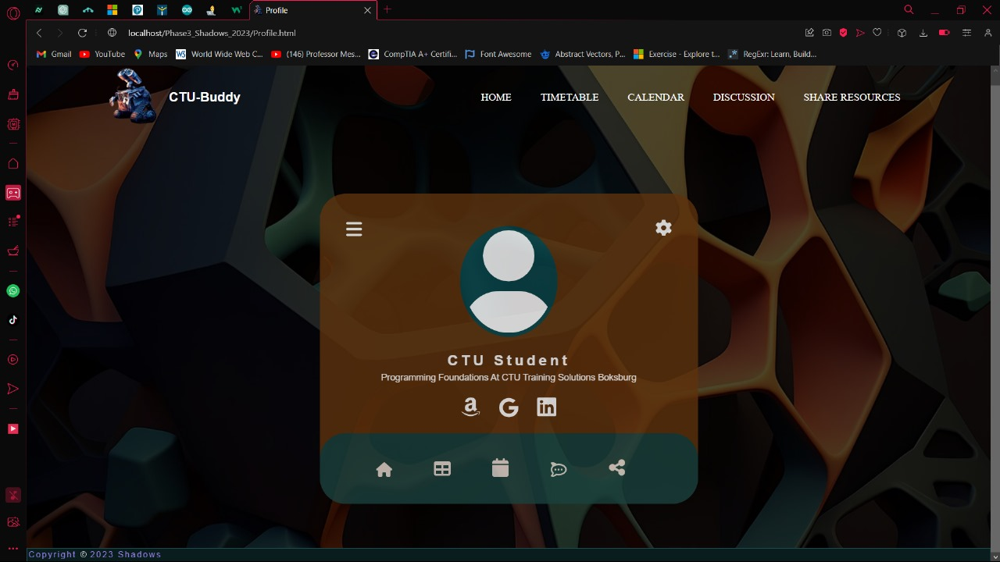 Profile
localhost/Phase3_Shadows_2023/Profile.html
Gmail YouTube Maps World Wide Web C... (146) Professor Mes... CompTIA A+ Certifi... Font Awesome Abstract Vectors, P... Exercise - Explore t... RegExr: Learn, Build...
CTU-Buddy HOME TIMETABLE CALENDAR DISCUSSION SHARE RESOURCES
CTU Student
Programming Foundations At CTU Training Solutions Boksburg
Copyright © 2023 Shadows